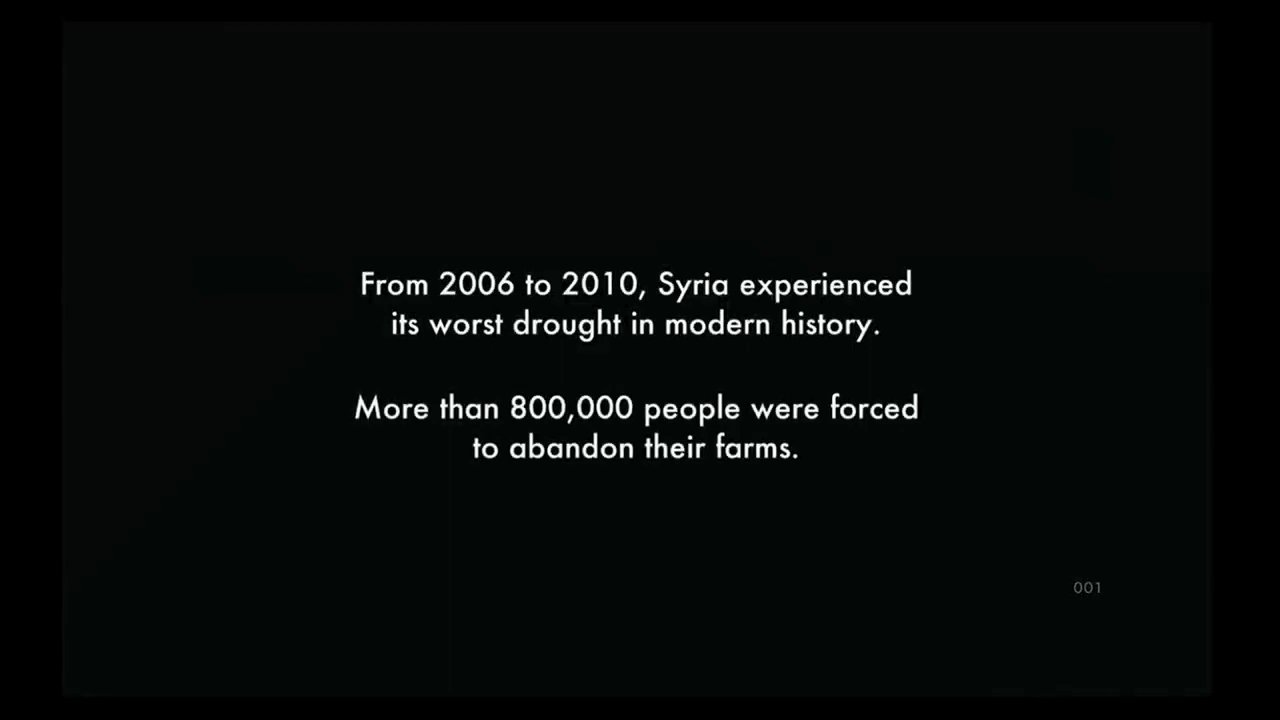 From 2006 to 2010, Syria experienced
its worst drought in modern history.
More than 800,000 people were forced
to abandon their farms.
001